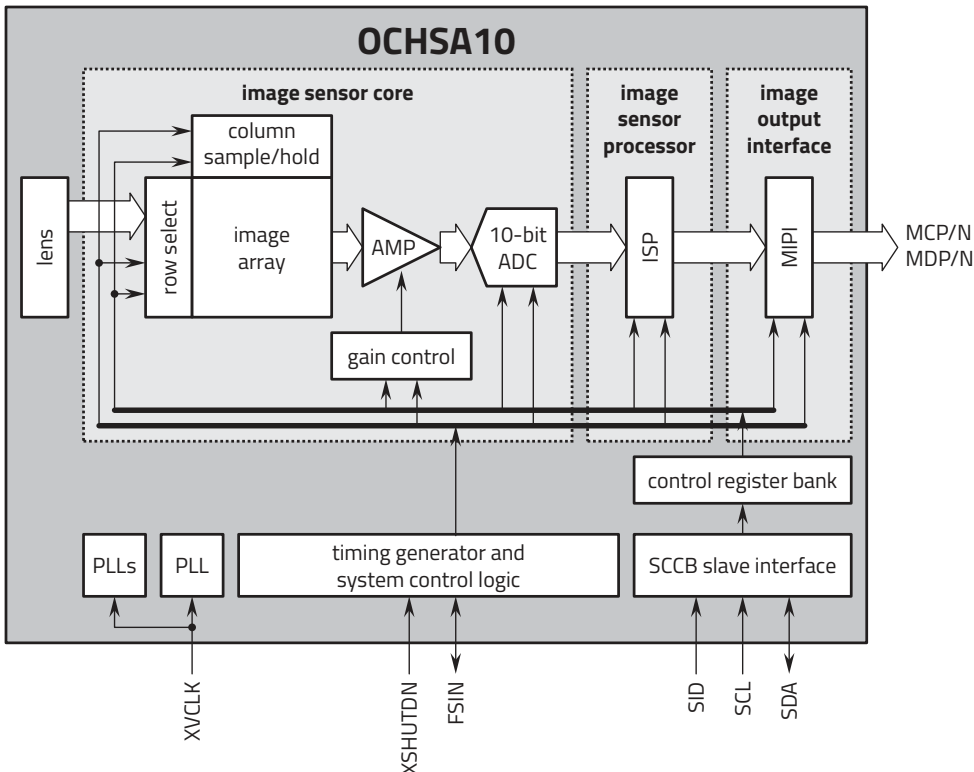 OCHSA10
image sensor core
image
sensor
processor
image
output
interface
column
sample/hold
lens
row select
image
array
AMP
10-bit
ADC
ISP
MIPI
MCP/N
MDP/N
gain control
control register bank
PLLs
PLL
timing generator and
system control logic
SCCB slave interface
XVCLK
XSHUTDN
FSIN
SID
SCL
SDA